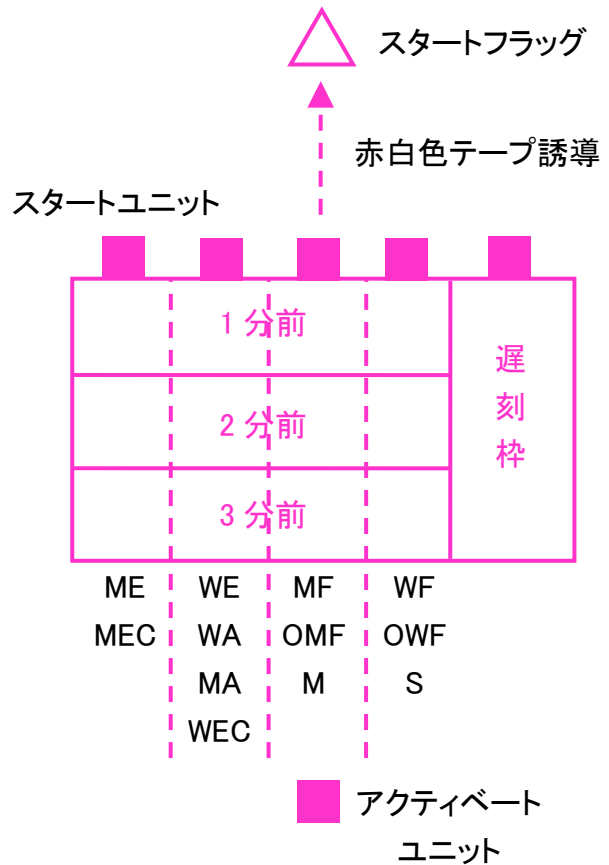 スタートフラッグ
赤白色テープ誘導
スタートユニット
1分前
2分前
3分前
遅刻枠
ME WE MF WF
MEC WA OMF OWF
MA M S
WEC
アクティベート
ユニット